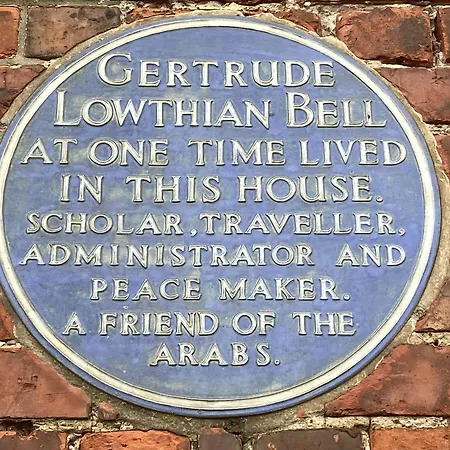 GERTRUDE
LOWTHIAN BELL
AT ONE TIME LIVED
IN THIS HOUSE.
SCHOLAR, TRAVELLER,
ADMINISTRATOR AND
PEACE MAKER.
A FRIEND OF THE
ARABS.